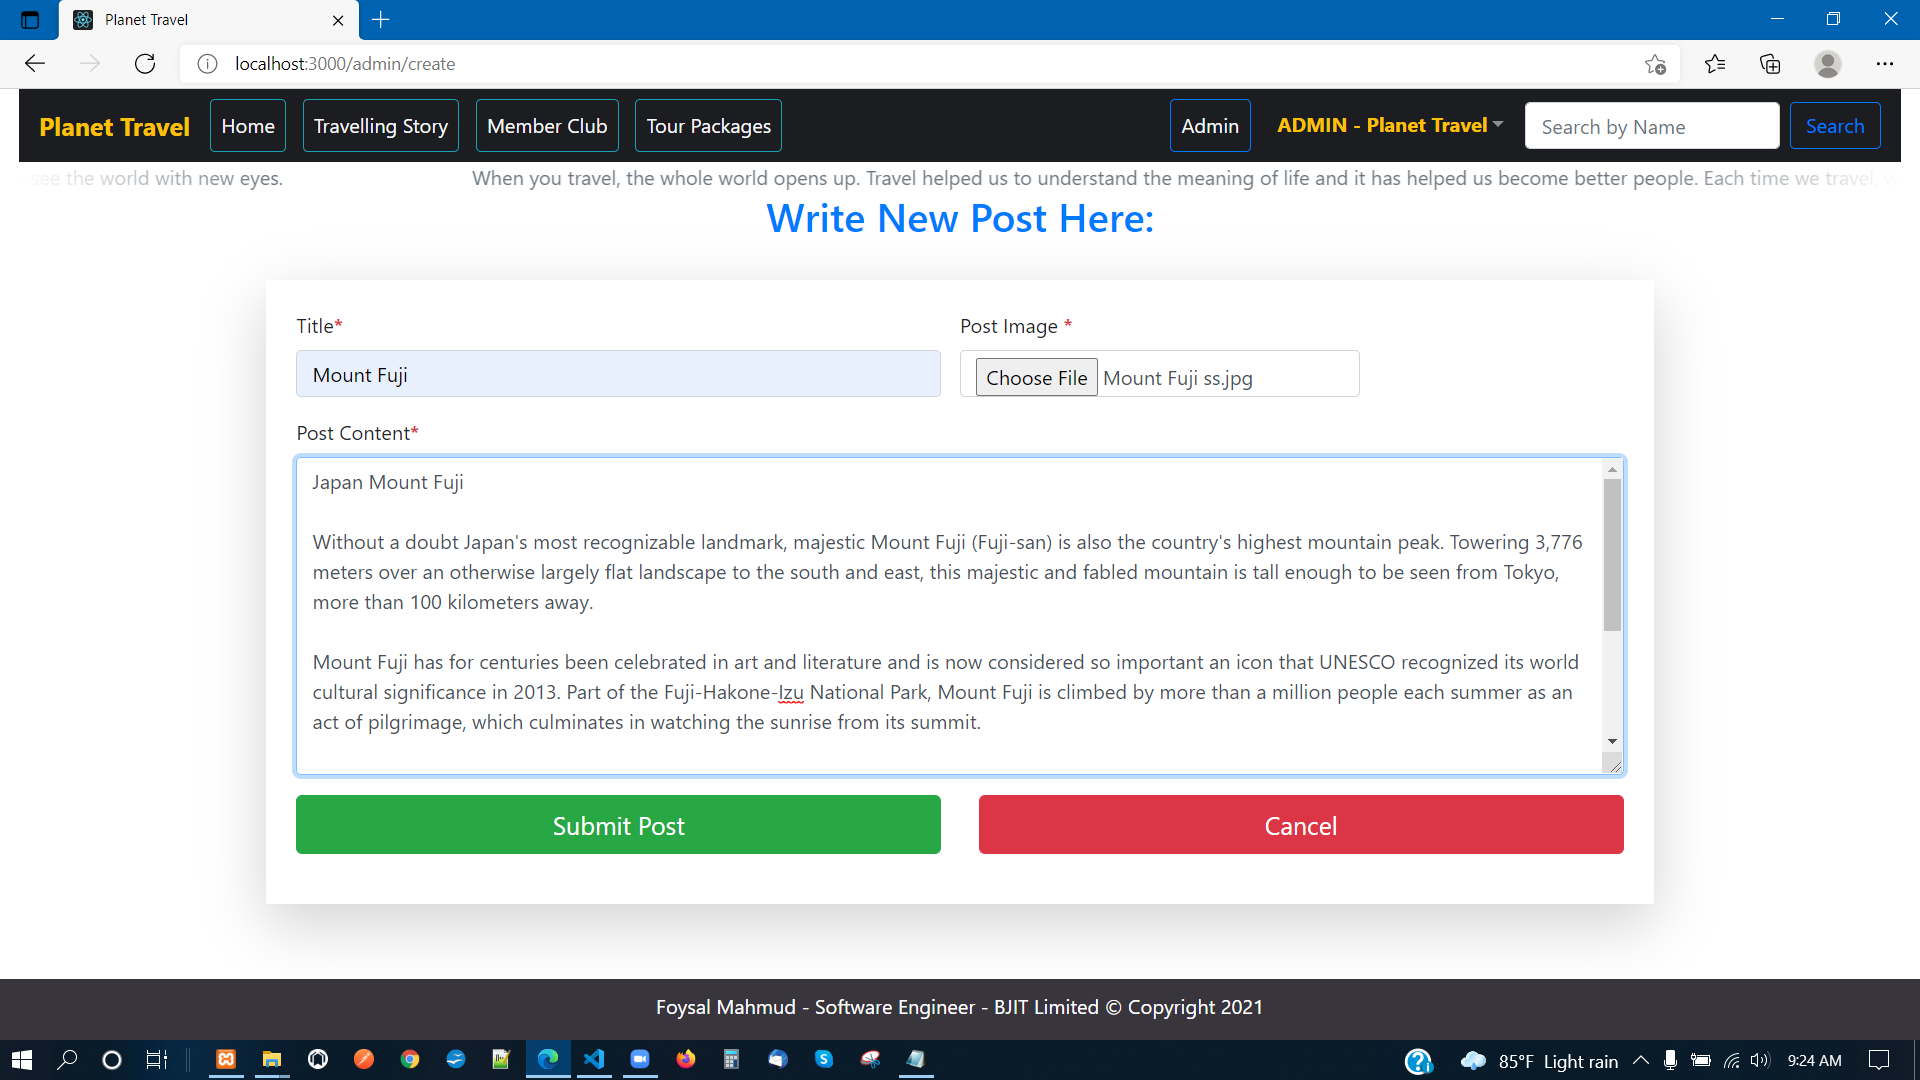 Planet Travel
localhost:3000/admin/create
Planet Travel Home Travelling Story Member Club Tour Packages Admin ADMIN - Planet Travel Search by Name Search
see the world with new eyes. When you travel, the whole world opens up. Travel helped us to understand the meaning of life and it has helped us become better people. Each time we travel,
Write New Post Here:
Title* Post Image *
Mount Fuji Choose File Mount Fuji ss.jpg
Post Content*
Japan Mount Fuji
Without a doubt Japan's most recognizable landmark, majestic Mount Fuji (Fuji-san) is also the country's highest mountain peak. Towering 3,776
meters over an otherwise largely flat landscape to the south and east, this majestic and fabled mountain is tall enough to be seen from Tokyo,
more than 100 kilometers away.
Mount Fuji has for centuries been celebrated in art and literature and is now considered so important an icon that UNESCO recognized its world
cultural significance in 2013. Part of the Fuji-Hakone-Izu National Park, Mount Fuji is climbed by more than a million people each summer as an
act of pilgrimage, which culminates in watching the sunrise from its summit.
Submit Post Cancel
Foysal Mahmud - Software Engineer - BJIT Limited © Copyright 2021
85°F Light rain 9:24 AM